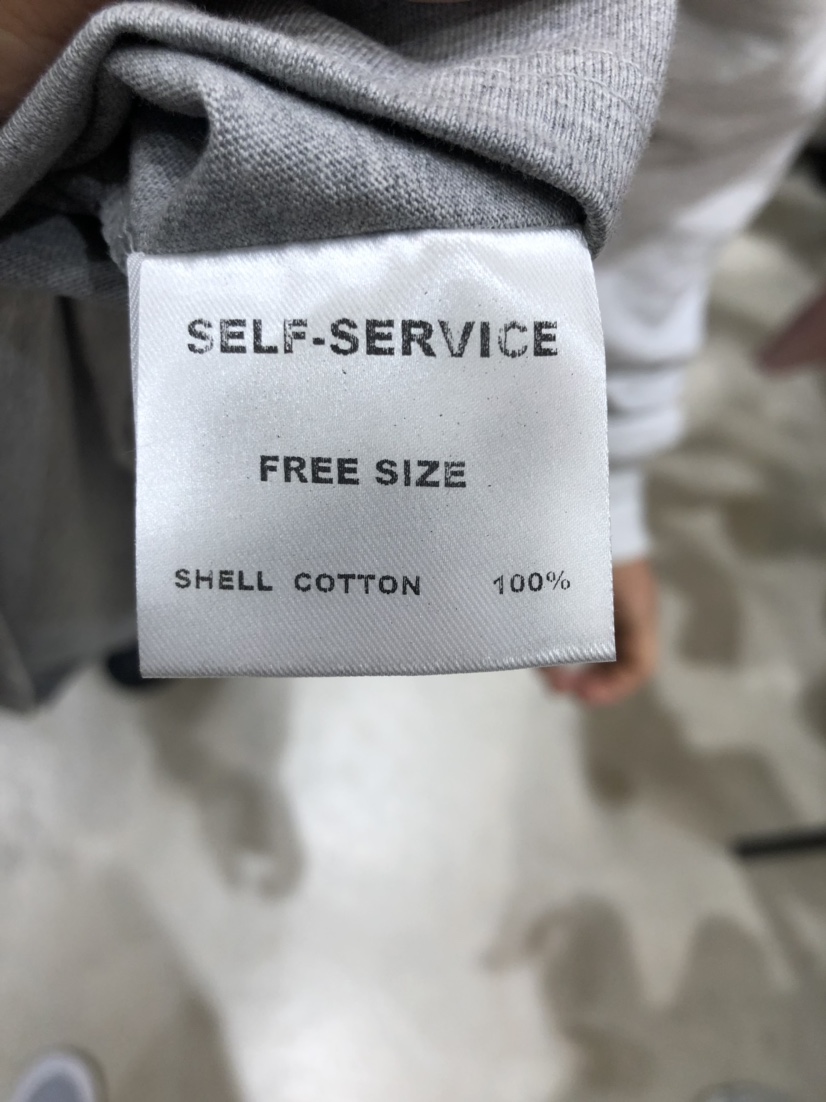 SELF-SERVICE
FREE SIZE
SHELL COTTON 100%